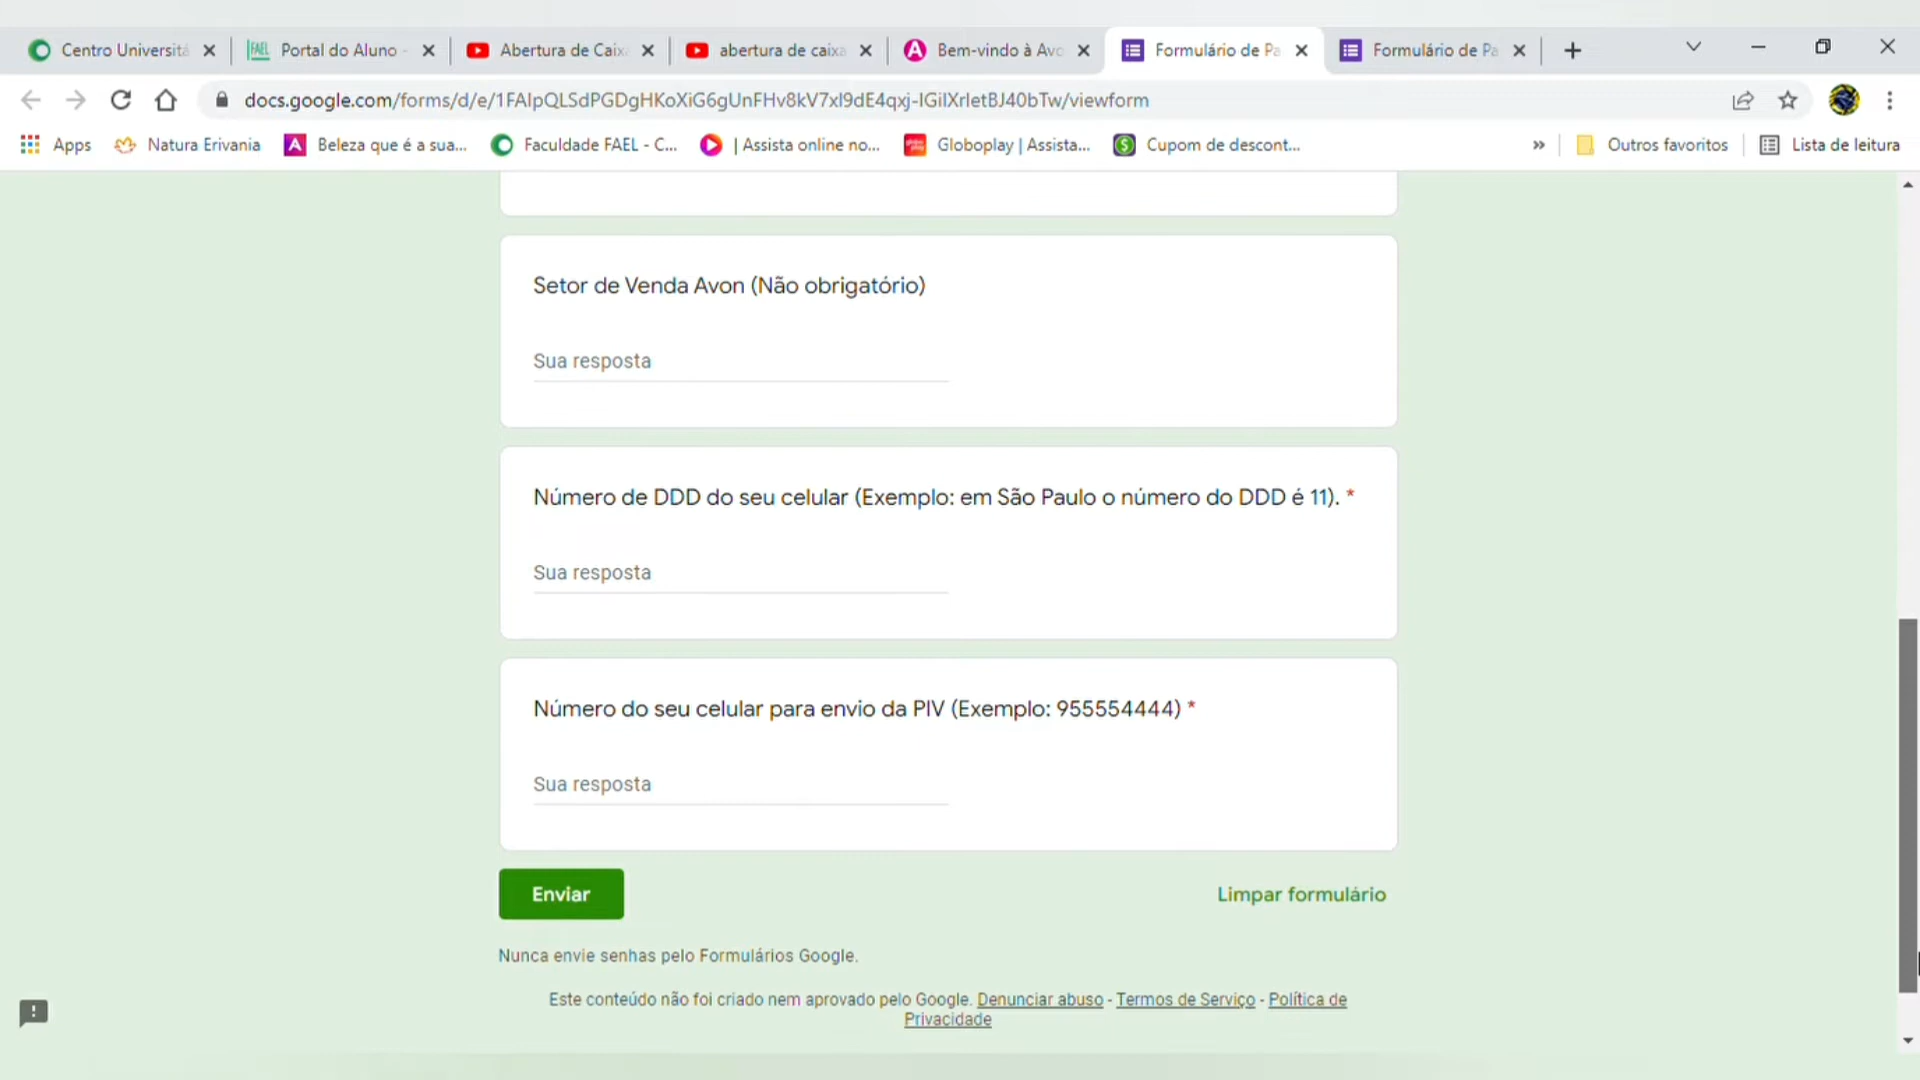 Centro Universitá
FAEL Portal do Aluno -
Abertura de Caix
abertura de caixa
Bem-vindo à Avo
Formulário de Pa
Formulário de Pa
docs.google.com/forms/d/e/1FAIpQLSdPGDgHKoXiG6gUnFHv8kV7xl9dE4qxj-IGiIXrIetBJ40bTw/viewform
Apps
Natura Erivania
Beleza que é a sua...
Faculdade FAEL - C...
| Assista online no...
Globoplay | Assista...
Cupom de descont...
»
Outros favoritos
Lista de leitura
Setor de Venda Avon (Não obrigatório)
Sua resposta
Número de DDD do seu celular (Exemplo: em São Paulo o número do DDD é 11). *
Sua resposta
Número do seu celular para envio da PIV (Exemplo: 955554444) *
Sua resposta
Enviar
Limpar formulário
Nunca envie senhas pelo Formulários Google.
Este conteúdo não foi criado nem aprovado pelo Google. Denunciar abuso - Termos de Serviço - Política de
Privacidade